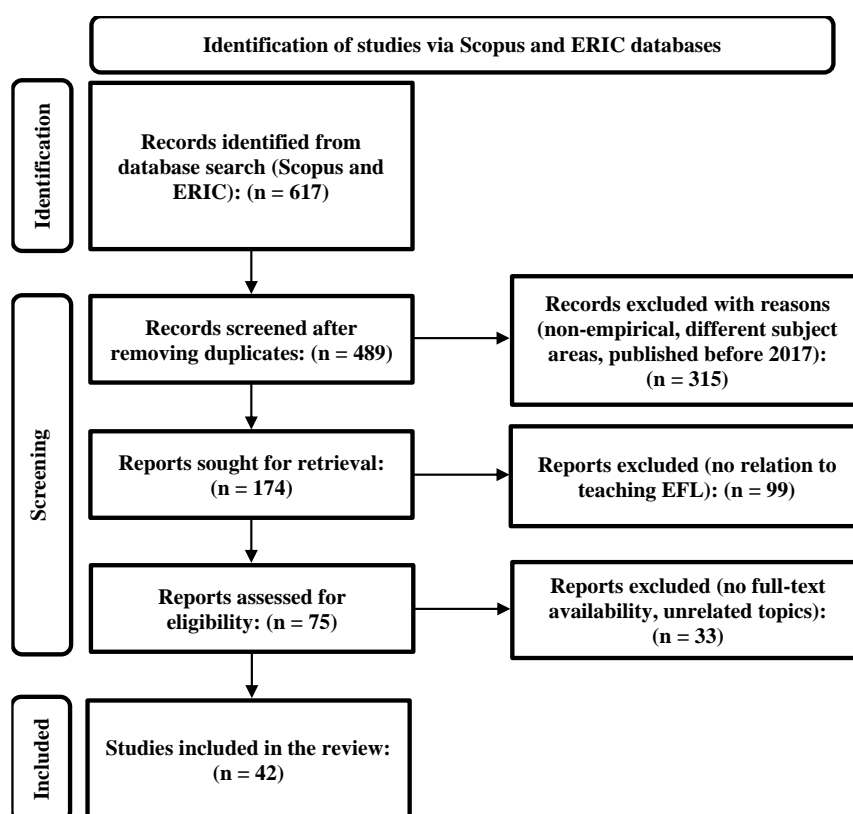 Identification of studies via Scopus and ERIC databases
Identification
Records identified from
database search (Scopus and
ERIC): (n = 617)
Screening
Records screened after
removing duplicates: (n = 489)
Records excluded with reasons
(non-empirical, different subject
areas, published before 2017):
(n = 315)
Reports sought for retrieval:
(n = 174)
Reports excluded (no relation to
teaching EFL): (n = 99)
Reports assessed for
eligibility: (n = 75)
Reports excluded (no full-text
availability, unrelated topics):
(n = 33)
Included
Studies included in the review:
(n = 42)